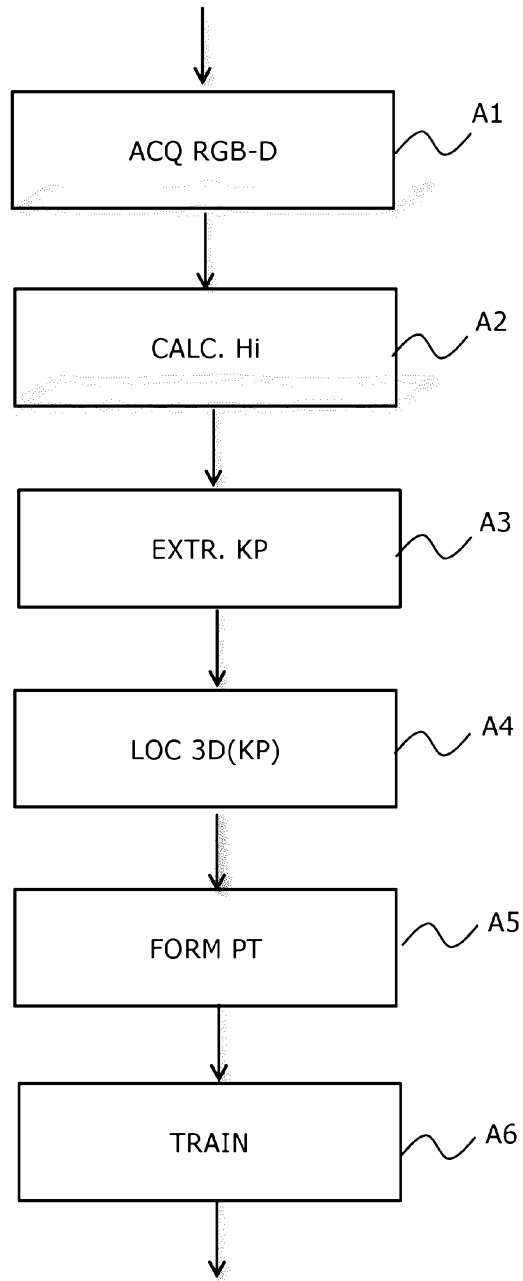 A1
ACQ RGB-D
A2
CALC. Hi
A3
EXTR. KP
A4
LOC 3D(KP)
A5
FORM PT
A6
TRAIN